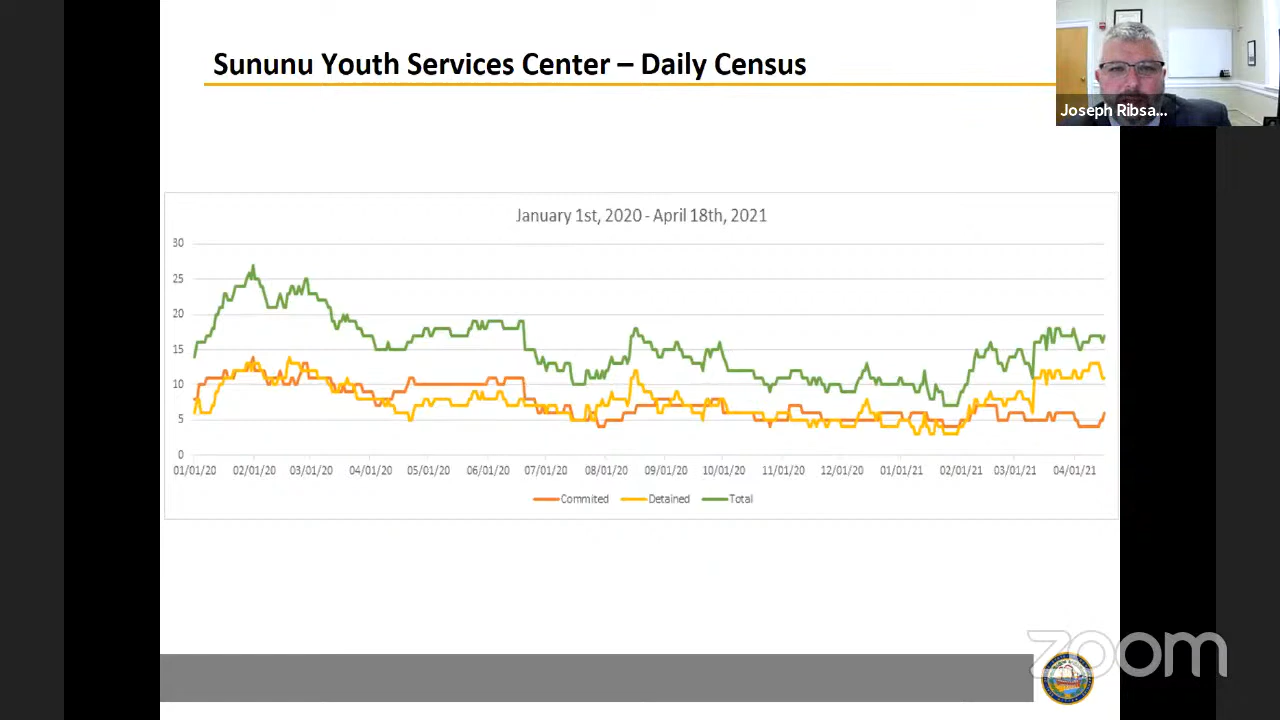 Sununu Youth Services Center – Daily Census
Joseph Ribsa...
January 1st, 2020 - April 18th, 2021
30
25
20
15
10
5
0
01/01/20 02/01/20 03/01/20 04/01/20 05/01/20 06/01/20 07/01/20 08/01/20 09/01/20 10/01/20 11/01/20 12/01/20 01/01/21 02/01/21 03/01/21 04/01/21
Commited Detained Total
zoom